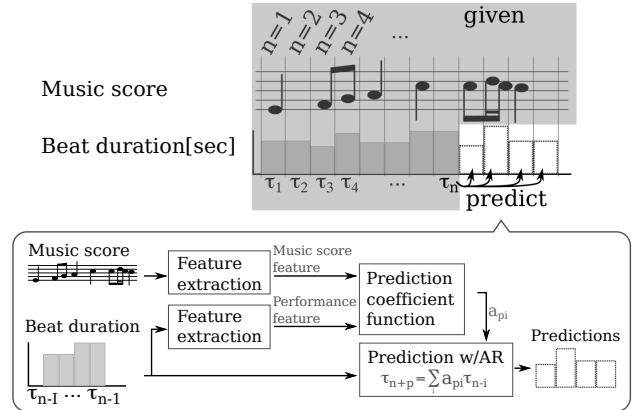 given
n=1 n=2 n=3 n=4 ...
Music score
Beat duration[sec]
τ1 τ2 τ3 τ4 ... τn
predict
Music score
Feature extraction
Music score feature
Prediction coefficient function
Feature extraction
Performance feature
api
Beat duration
τn-I ... τn-1
Prediction w/AR
τn+p=∑i apiτn-i
Predictions